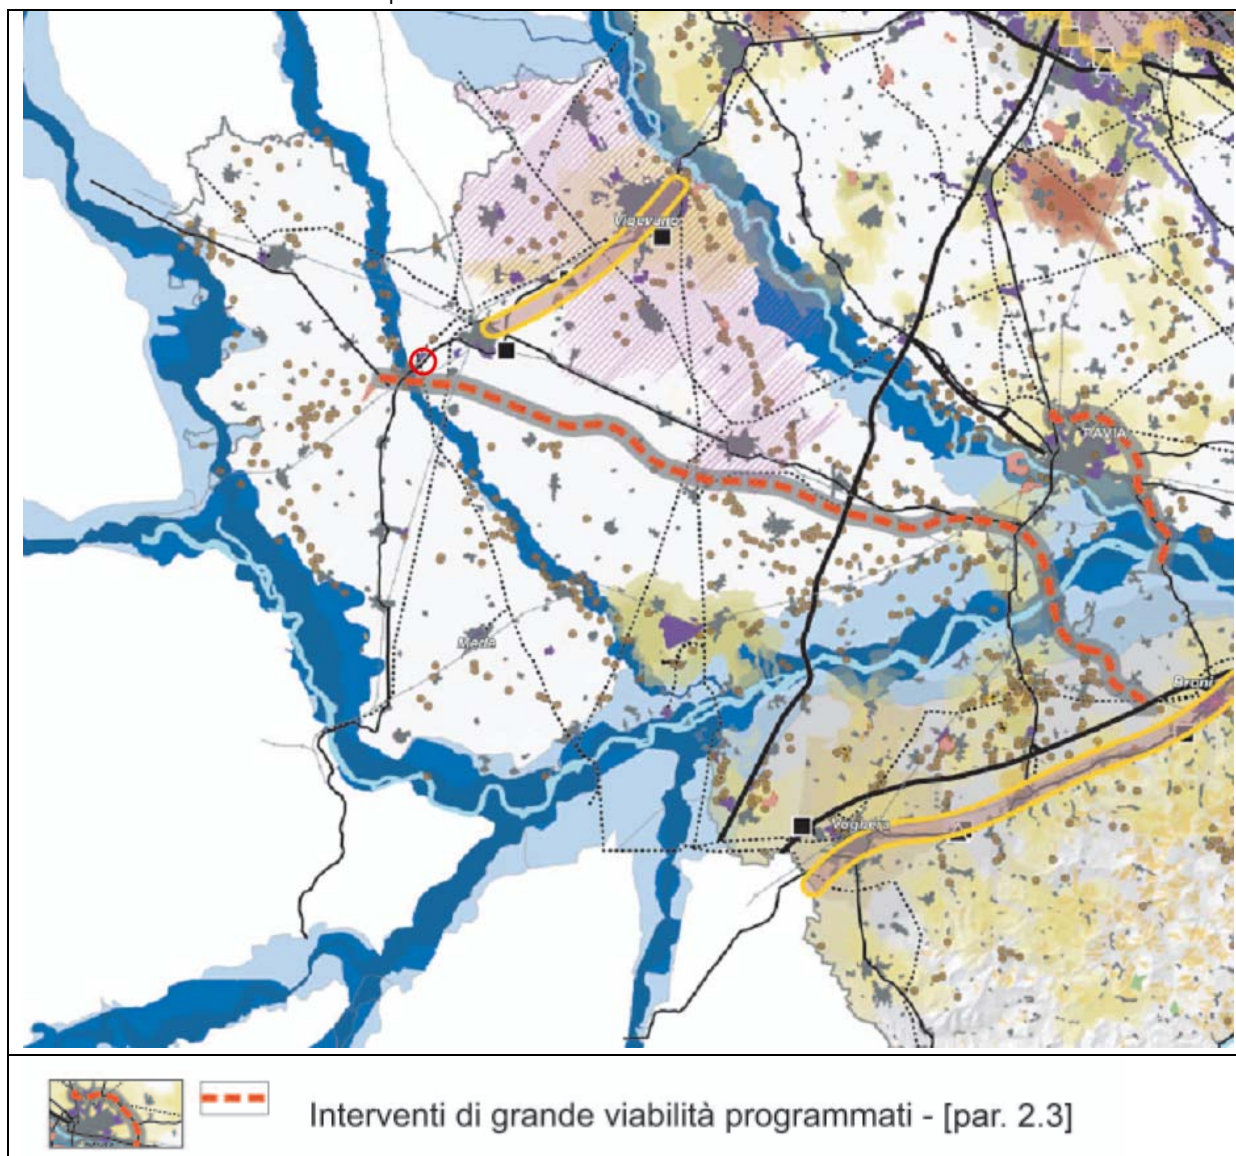 Vigevano
PAVIA
Mede
Broni
Voghera
Interventi di grande viabilità programmati - [par. 2.3]